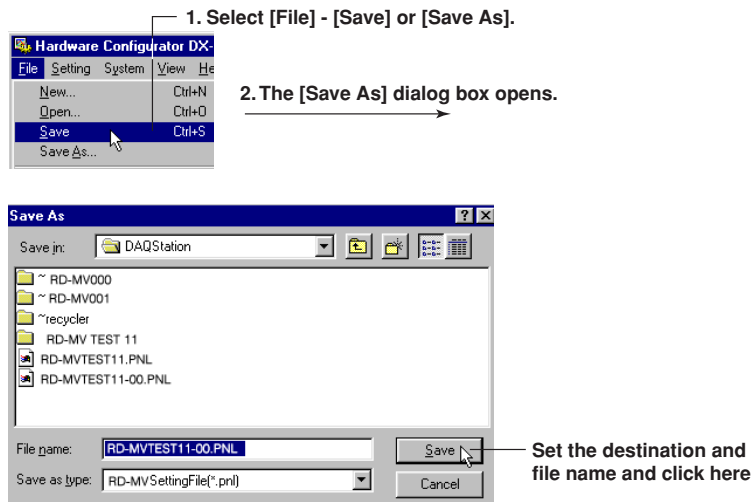 1. Select [File] - [Save] or [Save As].
Hardware Configurator DX-
File Setting System View He
New... Ctrl+N
Open... Ctrl+O
Save Ctrl+S
Save As...
2. The [Save As] dialog box opens.
Save As
Save in: DAQStation
~ RD-MV000
~ RD-MV001
~recycler
RD-MV TEST 11
RD-MVTEST11.PNL
RD-MVTEST11-00.PNL
File name: RD-MVTEST11-00.PNL Save
Save as type: RD-MVSettingFile(*.pnl) Cancel
Set the destination and
file name and click here